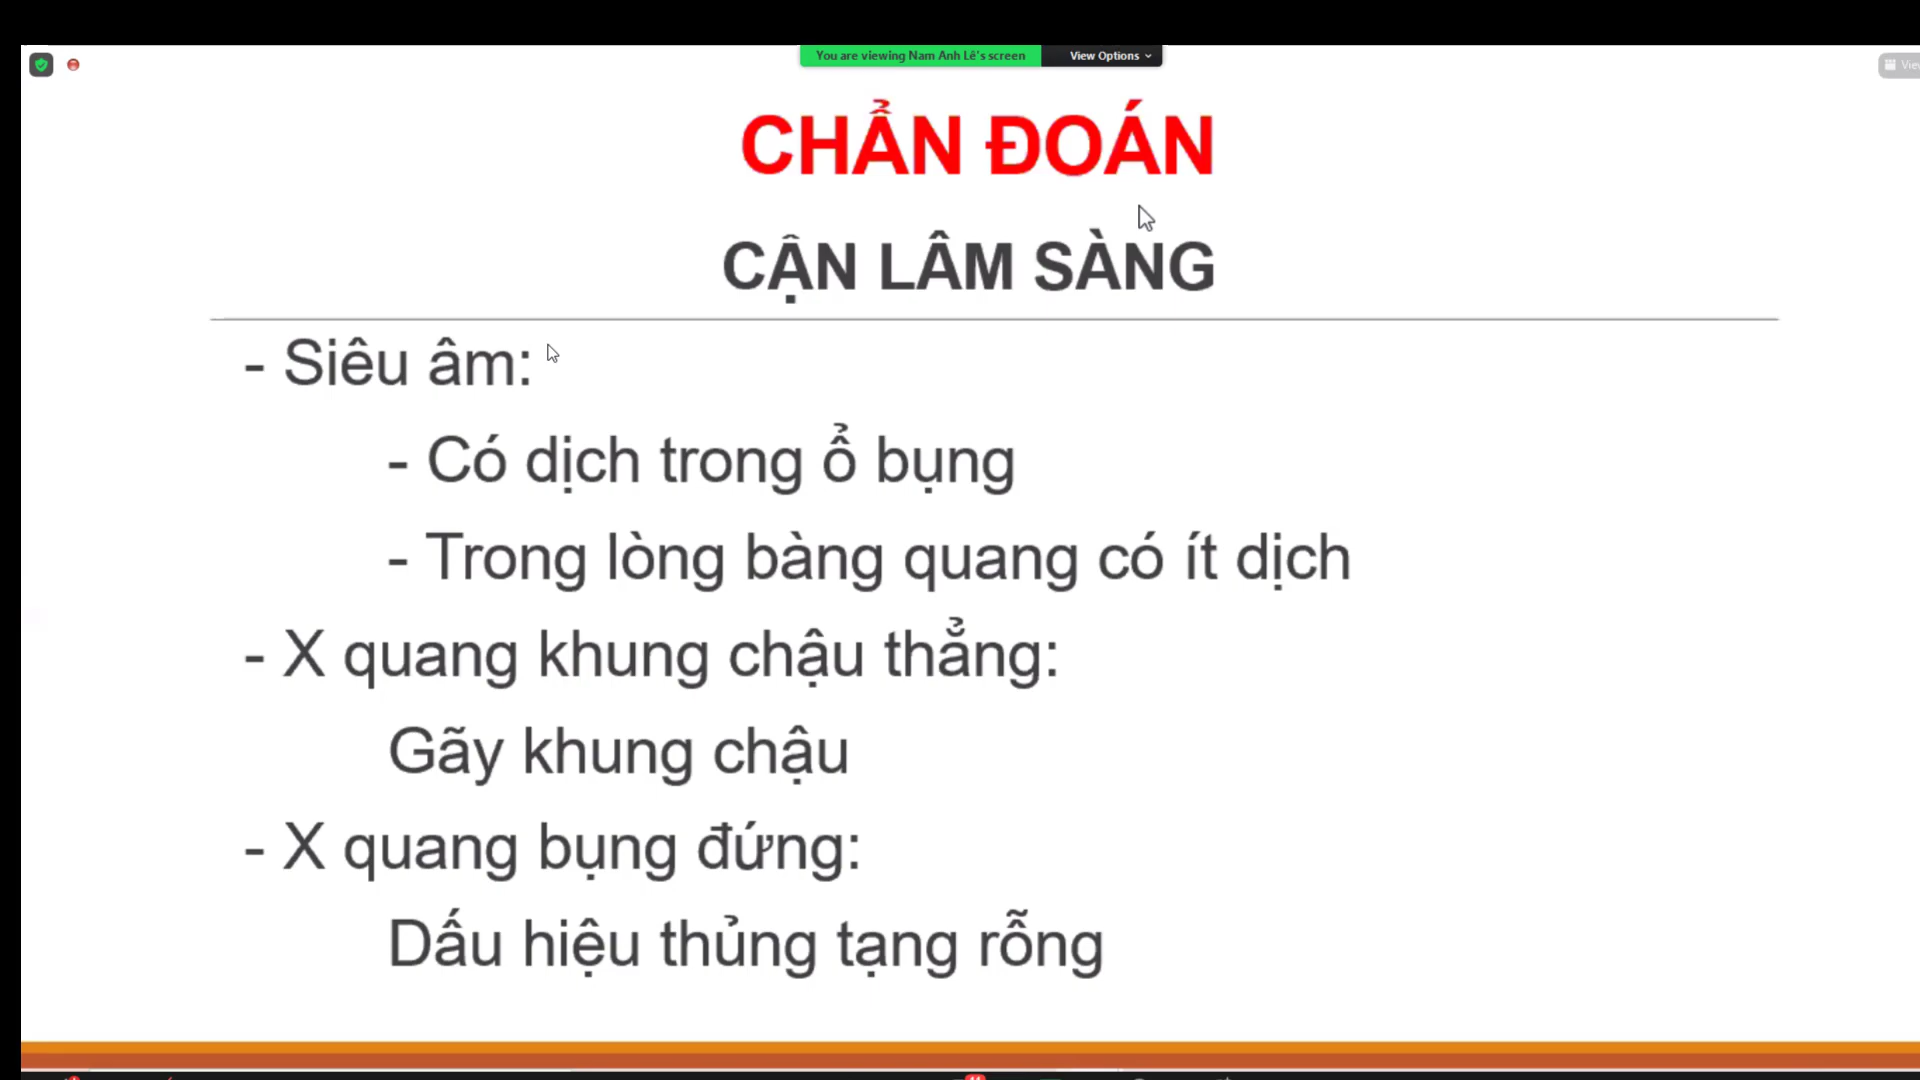 You are viewing Nam Anh Lê's screen
View Options
CHẨN ĐOÁN
CẬN LÂM SÀNG
- Siêu âm:
- Có dịch trong ổ bụng
- Trong lòng bàng quang có ít dịch
- X quang khung chậu thẳng:
Gãy khung chậu
- X quang bụng đứng:
Dấu hiệu thủng tạng rỗng